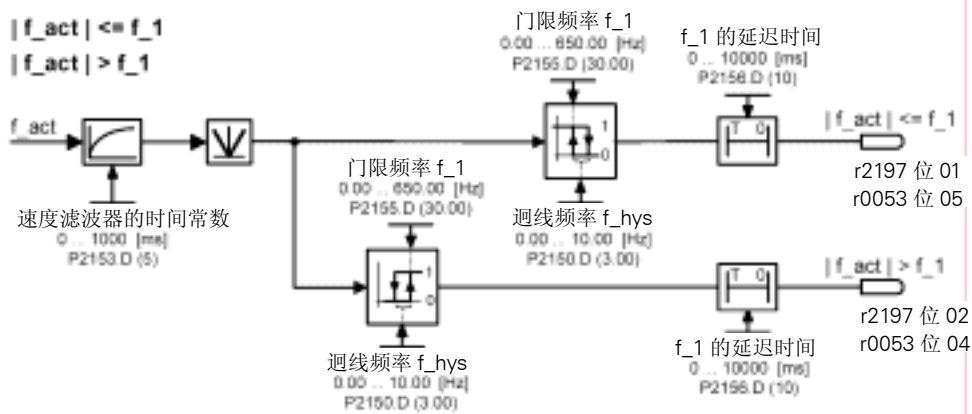 | f_act | <= f_1
| f_act | > f_1
f_act
速度滤波器的时间常数
0 .. 1000 [ms]
P2153.D (5)
门限频率 f_1
0.00 .. 650.00 [Hz]
P2155.D (30.00)
1
0
迥线频率 f_hys
0.00 .. 10.00 [Hz]
P2150.D (3.00)
f_1 的延迟时间
0 .. 10000 [ms]
P2156.D (10)
T 0
| f_act | <= f_1
r2197 位 01
r0053 位 05
门限频率 f_1
0.00 .. 650.00 [Hz]
P2155.D (30.00)
1
0
迥线频率 f_hys
0.00 .. 10.00 [Hz]
P2150.D (3.00)
T 0
f_1 的延迟时间
0 .. 10000 [ms]
P2156.D (10)
| f_act | > f_1
r2197 位 02
r0053 位 04